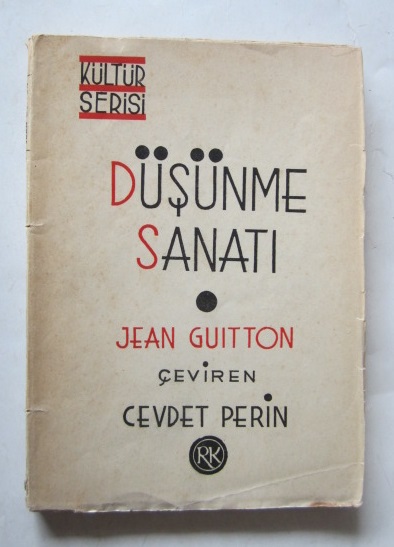 KÜLTÜR
SERİSİ
DÜŞÜNME
SANATI
JEAN GUITTON
ÇEVİREN
CEVDET PERİN
RK